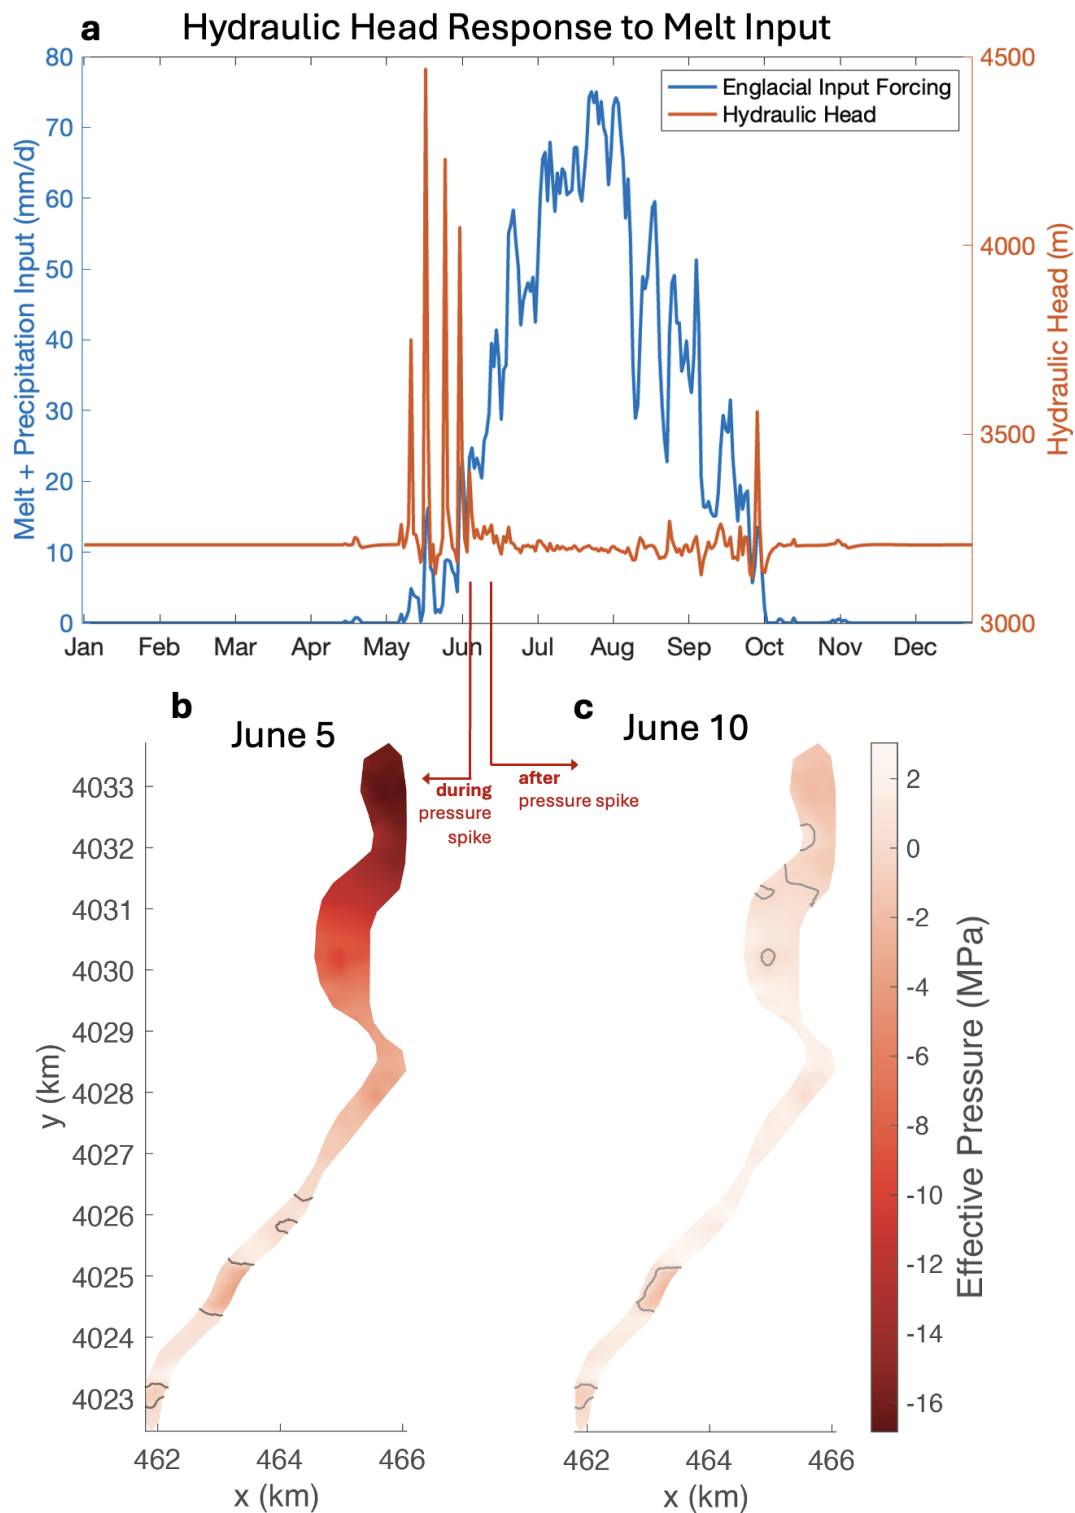 a Hydraulic Head Response to Melt Input
80
70
60
50
40
30
20
10
0
Melt + Precipitation Input (mm/d)
Englacial Input Forcing
Hydraulic Head
4500
4000
3500
3000
Hydraulic Head (m)
Jan Feb Mar Apr May Jun Jul Aug Sep Oct Nov Dec
b June 5
during
pressure
spike
after
pressure spike
4033
4032
4031
4030
4029
4028
4027
4026
4025
4024
4023
y (km)
462 464 466
x (km)
c June 10
462 464 466
x (km)
2
0
-2
-4
-6
-8
-10
-12
-14
-16
Effective Pressure (MPa)